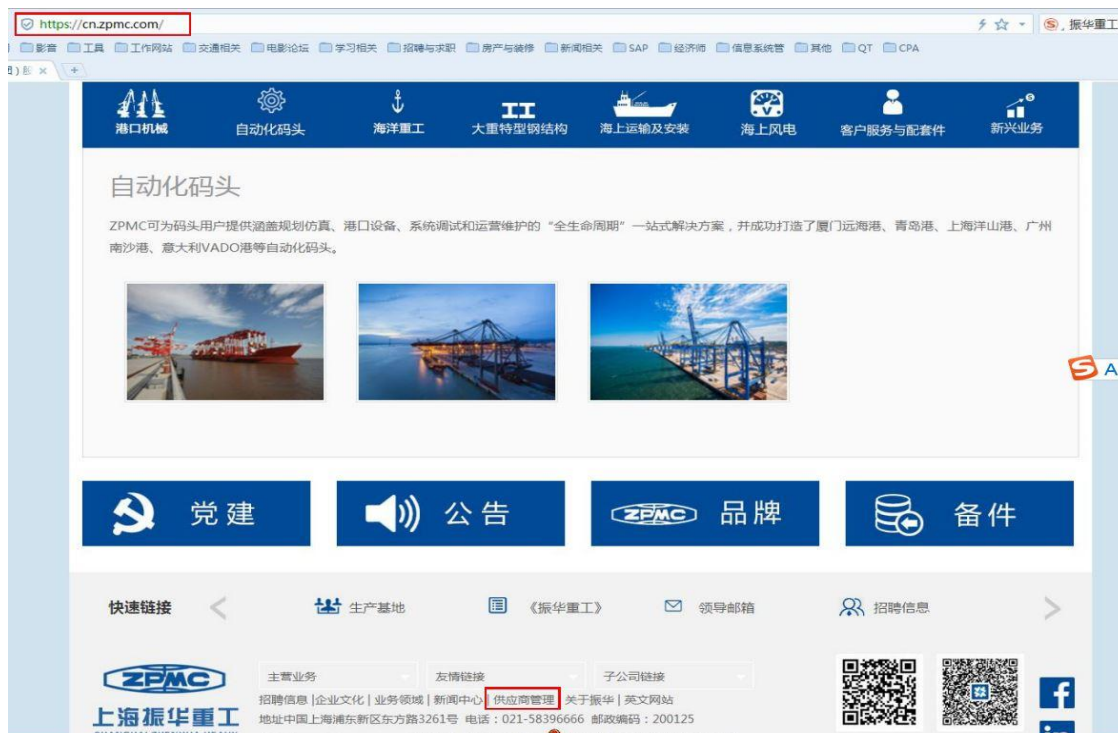 https://cn.zpmc.com/
振华重工
影音 工具 工作网站 交通相关 电影论坛 学习相关 招聘与求职 房产与装修 新闻相关 SAP 经济师 信息系统管 其他 QT CPA
港口机械 自动化码头 海洋重工 大重特型钢结构 海上运输及安装 海上风电 客户服务与配套件 新兴业务
自动化码头
ZPMC可为码头用户提供涵盖规划仿真、港口设备、系统调试和运营维护的“全生命周期”一站式解决方案，并成功打造了厦门远海港、青岛港、上海洋山港、广州
南沙港、意大利VADO港等自动化码头。
党建 公告 ZPMC 品牌 备件
快速链接 生产基地 《振华重工》 领导邮箱 招聘信息
ZPMC 主营业务 友情链接 子公司链接
招聘信息 |企业文化 | 业务领域 | 新闻中心 | 供应商管理 | 关于振华 | 英文网站
上海振华重工 地址中国上海浦东新区东方路3261号 电话：021-58396666 邮政编码：200125